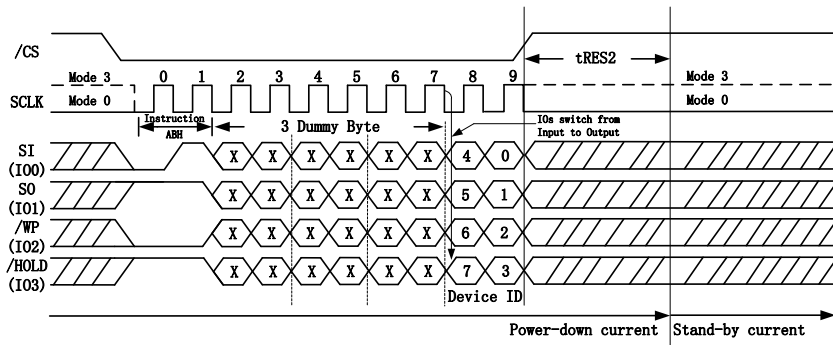 /CS
tRES2
Mode 3 0 1 2 3 4 5 6 7 8 9 Mode 3
SCLK Mode 0 Mode 0
Instruction
ABH
3 Dummy Byte
IOs switch from
Input to Output
SI
(IO0)
X X X X X X 4 0
SO
(IO1)
X X X X X X 5 1
/WP
(IO2)
X X X X X X 6 2
/HOLD
(IO3)
X X X X X X 7 3
Device ID
Power-down current Stand-by current